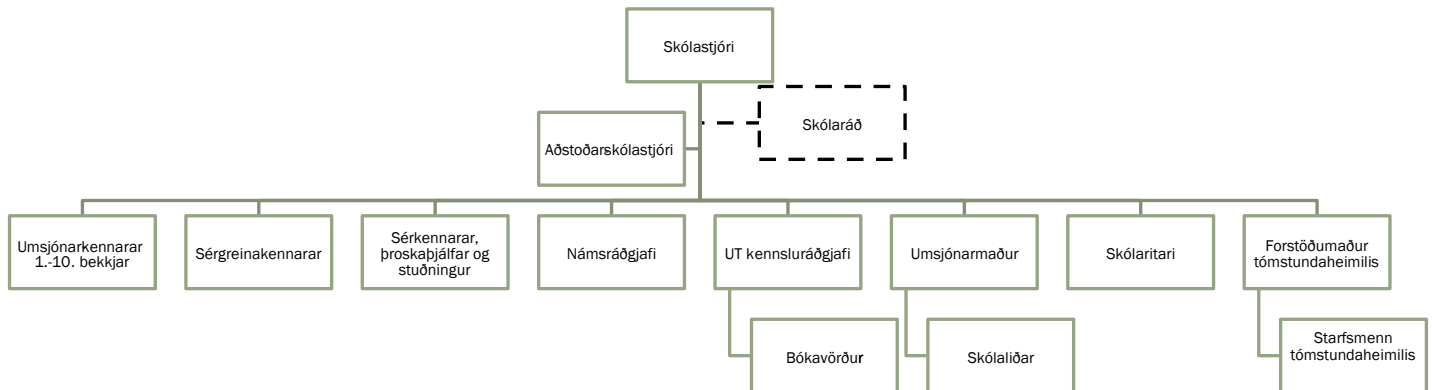 Skólastjóri
Skólaráð
Aðstoðarskólastjóri
Umsjónarkennarar
1.-10. bekkjar
Sérgreinakennarar
Sérkennarar,
þroskaþjálfar og
stuðningur
Námsráðgjafi
UT kennsluráðgjafi
Umsjónarmaður
Skólaritari
Forstöðumaður
tómstundaheimilis
Bókavörður
Skólaliðar
Starfsmenn
tómstundaheimilis